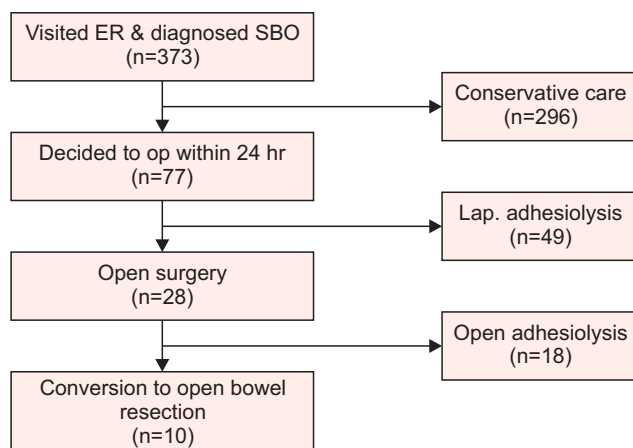 Visited ER & diagnosed SBO
(n=373)
Conservative care
(n=296)
Decided to op within 24 hr
(n=77)
Lap. adhesiolysis
(n=49)
Open surgery
(n=28)
Open adhesiolysis
(n=18)
Conversion to open bowel
resection
(n=10)